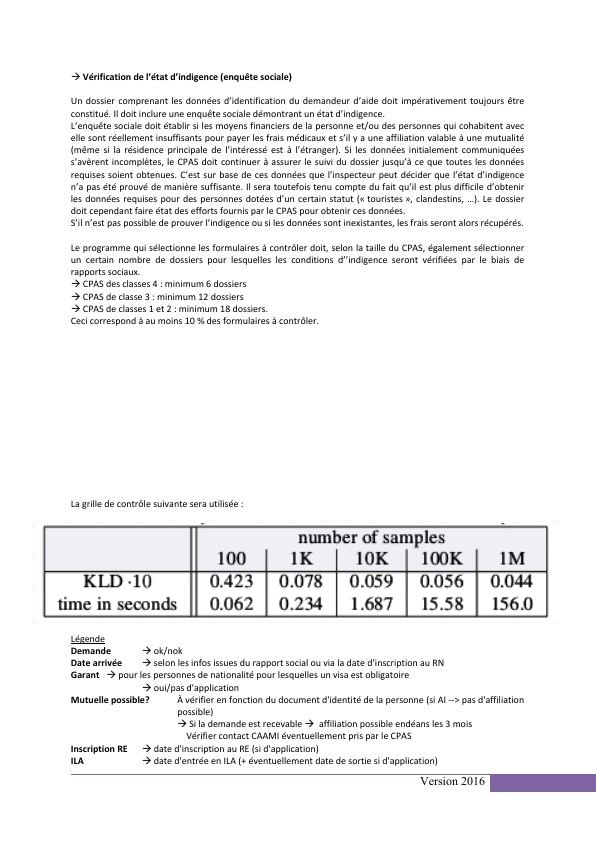 → Vérification de l'état d'indigence (enquête sociale)
Un dossier comprenant les données d'identification du demandeur d'aide doit impérativement toujours être
constitué. Il doit inclure une enquête sociale démontrant un état d'indigence.
L'enquête sociale doit établir si les moyens financiers de la personne et/ou des personnes qui cohabitent avec
elle sont réellement insuffisants pour payer les frais médicaux et s'il y a une affiliation valable à une mutualité
(même si la résidence principale de l'intéressé est à l'étranger). Si les données initialement communiquées
s'avèrent incomplètes, le CPAS doit continuer à assurer le suivi du dossier jusqu'à ce que toutes les données
requises soient obtenues. C'est sur base de ces données que l'inspecteur peut décider que l'état d'indigence
n'a pas été prouvé de manière suffisante. Il sera toutefois tenu compte du fait qu'il est plus difficile d'obtenir
les données requises pour des personnes dotées d'un certain statut (« touristes », clandestins, …). Le dossier
doit cependant faire état des efforts fournis par le CPAS pour obtenir ces données.
S'il n'est pas possible de prouver l'indigence ou si les données sont inexistantes, les frais seront alors récupérés.
Le programme qui sélectionne les formulaires à contrôler doit, selon la taille du CPAS, également sélectionner
un certain nombre de dossiers pour lesquelles les conditions d''indigence seront vérifiées par le biais de
rapports sociaux.
→ CPAS des classes 4 : minimum 6 dossiers
→ CPAS de classe 3 : minimum 12 dossiers
→ CPAS de classes 1 et 2 : minimum 18 dossiers.
Ceci correspond à au moins 10 % des formulaires à contrôler.
La grille de contrôle suivante sera utilisée :
number of samples
100 1K 10K 100K 1M
KLD ·10 0.423 0.078 0.059 0.056 0.044
time in seconds 0.062 0.234 1.687 15.58 156.0
Légende
Demande → ok/nok
Date arrivée → selon les infos issues du rapport social ou via la date d'inscription au RN
Garant → pour les personnes de nationalité pour lesquelles un visa est obligatoire
→ oui/pas d'application
Mutuelle possible? À vérifier en fonction du document d'identité de la personne (si AI --> pas d'affiliation
possible)
→ Si la demande est recevable → affiliation possible endéans les 3 mois
Vérifier contact CAAMI éventuellement pris par le CPAS
Inscription RE → date d'inscription au RE (si d'application)
ILA → date d'entrée en ILA (+ éventuellement date de sortie si d'application)
Version 2016